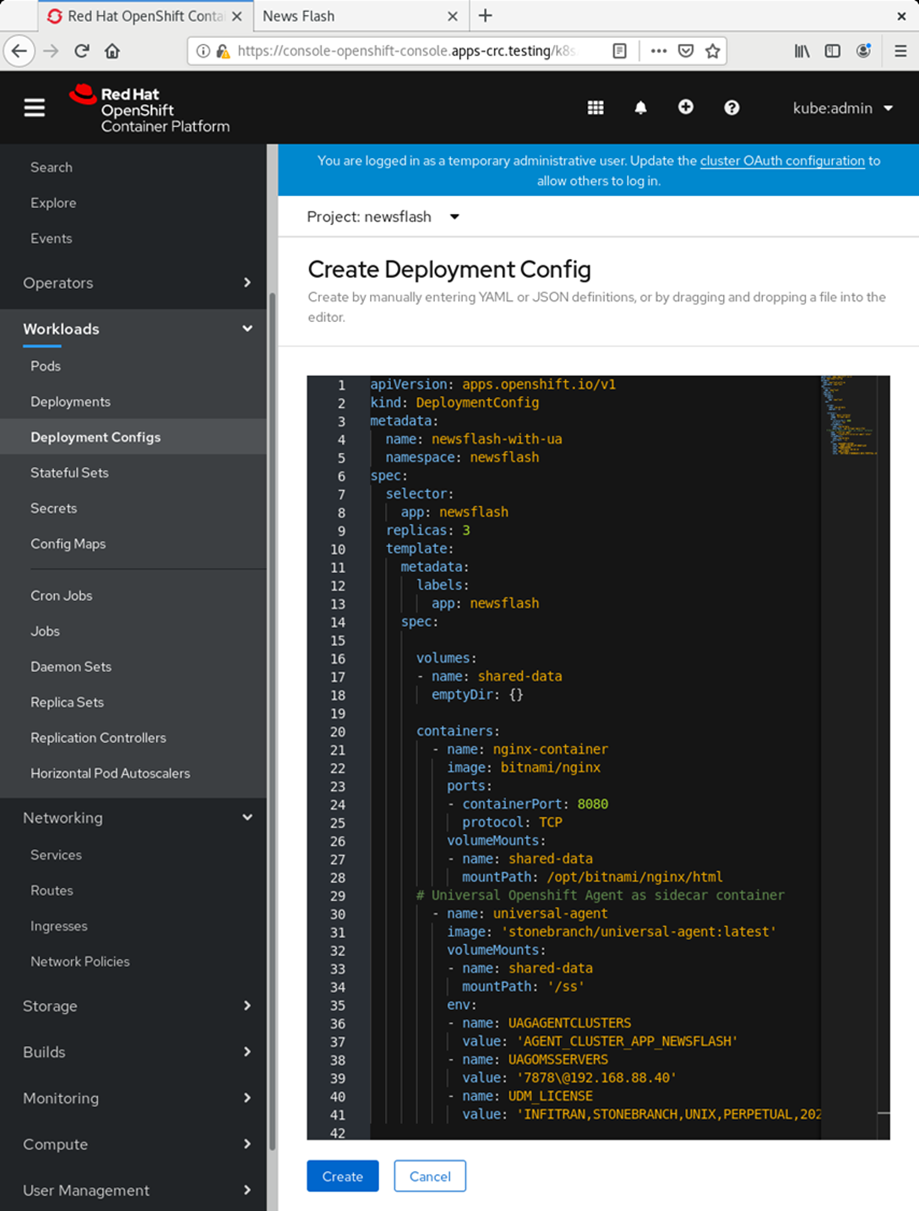 Red Hat OpenShift Conta
News Flash
https://console-openshift-console.apps-crc.testing/k8s
Red Hat
OpenShift
Container Platform
kube:admin
Search
Explore
Events
Operators
Workloads
Pods
Deployments
Deployment Configs
Stateful Sets
Secrets
Config Maps
Cron Jobs
Jobs
Daemon Sets
Replica Sets
Replication Controllers
Horizontal Pod Autoscalers
Networking
Services
Routes
Ingresses
Network Policies
Storage
Builds
Monitoring
Compute
User Management
You are logged in as a temporary administrative user. Update the cluster OAuth configuration to
allow others to log in.
Project: newsflash
Create Deployment Config
Create by manually entering YAML or JSON definitions, or by dragging and dropping a file into the
editor.
1 apiVersion: apps.openshift.io/v1
2 kind: DeploymentConfig
3 metadata:
4   name: newsflash-with-ua
5   namespace: newsflash
6 spec:
7   selector:
8     app: newsflash
9   replicas: 3
10   template:
11     metadata:
12       labels:
13         app: newsflash
14     spec:
15
16       volumes:
17       - name: shared-data
18         emptyDir: {}
19
20       containers:
21         - name: nginx-container
22           image: bitnami/nginx
23           ports:
24           - containerPort: 8080
25             protocol: TCP
26           volumeMounts:
27           - name: shared-data
28             mountPath: /opt/bitnami/nginx/html
29       # Universal Openshift Agent as sidecar container
30         - name: universal-agent
31           image: 'stonebranch/universal-agent:latest'
32           volumeMounts:
33           - name: shared-data
34             mountPath: '/ss'
35           env:
36           - name: UAGAGENTCLUSTERS
37             value: 'AGENT_CLUSTER_APP_NEWSFLASH'
38           - name: UAGOMSSERVERS
39             value: '7878\@192.168.88.40'
40           - name: UDM_LICENSE
41             value: 'INFITRAN,STONEBRANCH,UNIX,PERPETUAL,202
42
Create
Cancel